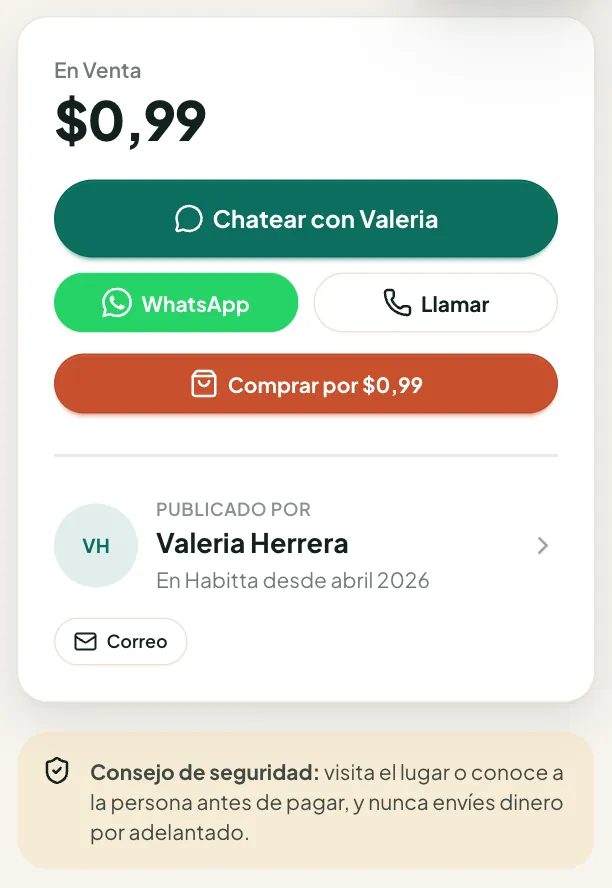 En Venta
$0,99
Chatear con Valeria
WhatsApp
Llamar
Comprar por $0,99
VH
PUBLICADO POR
Valeria Herrera
En Habitta desde abril 2026
Correo
Consejo de seguridad: visita el lugar o conoce a
la persona antes de pagar, y nunca envíes dinero
por adelantado.